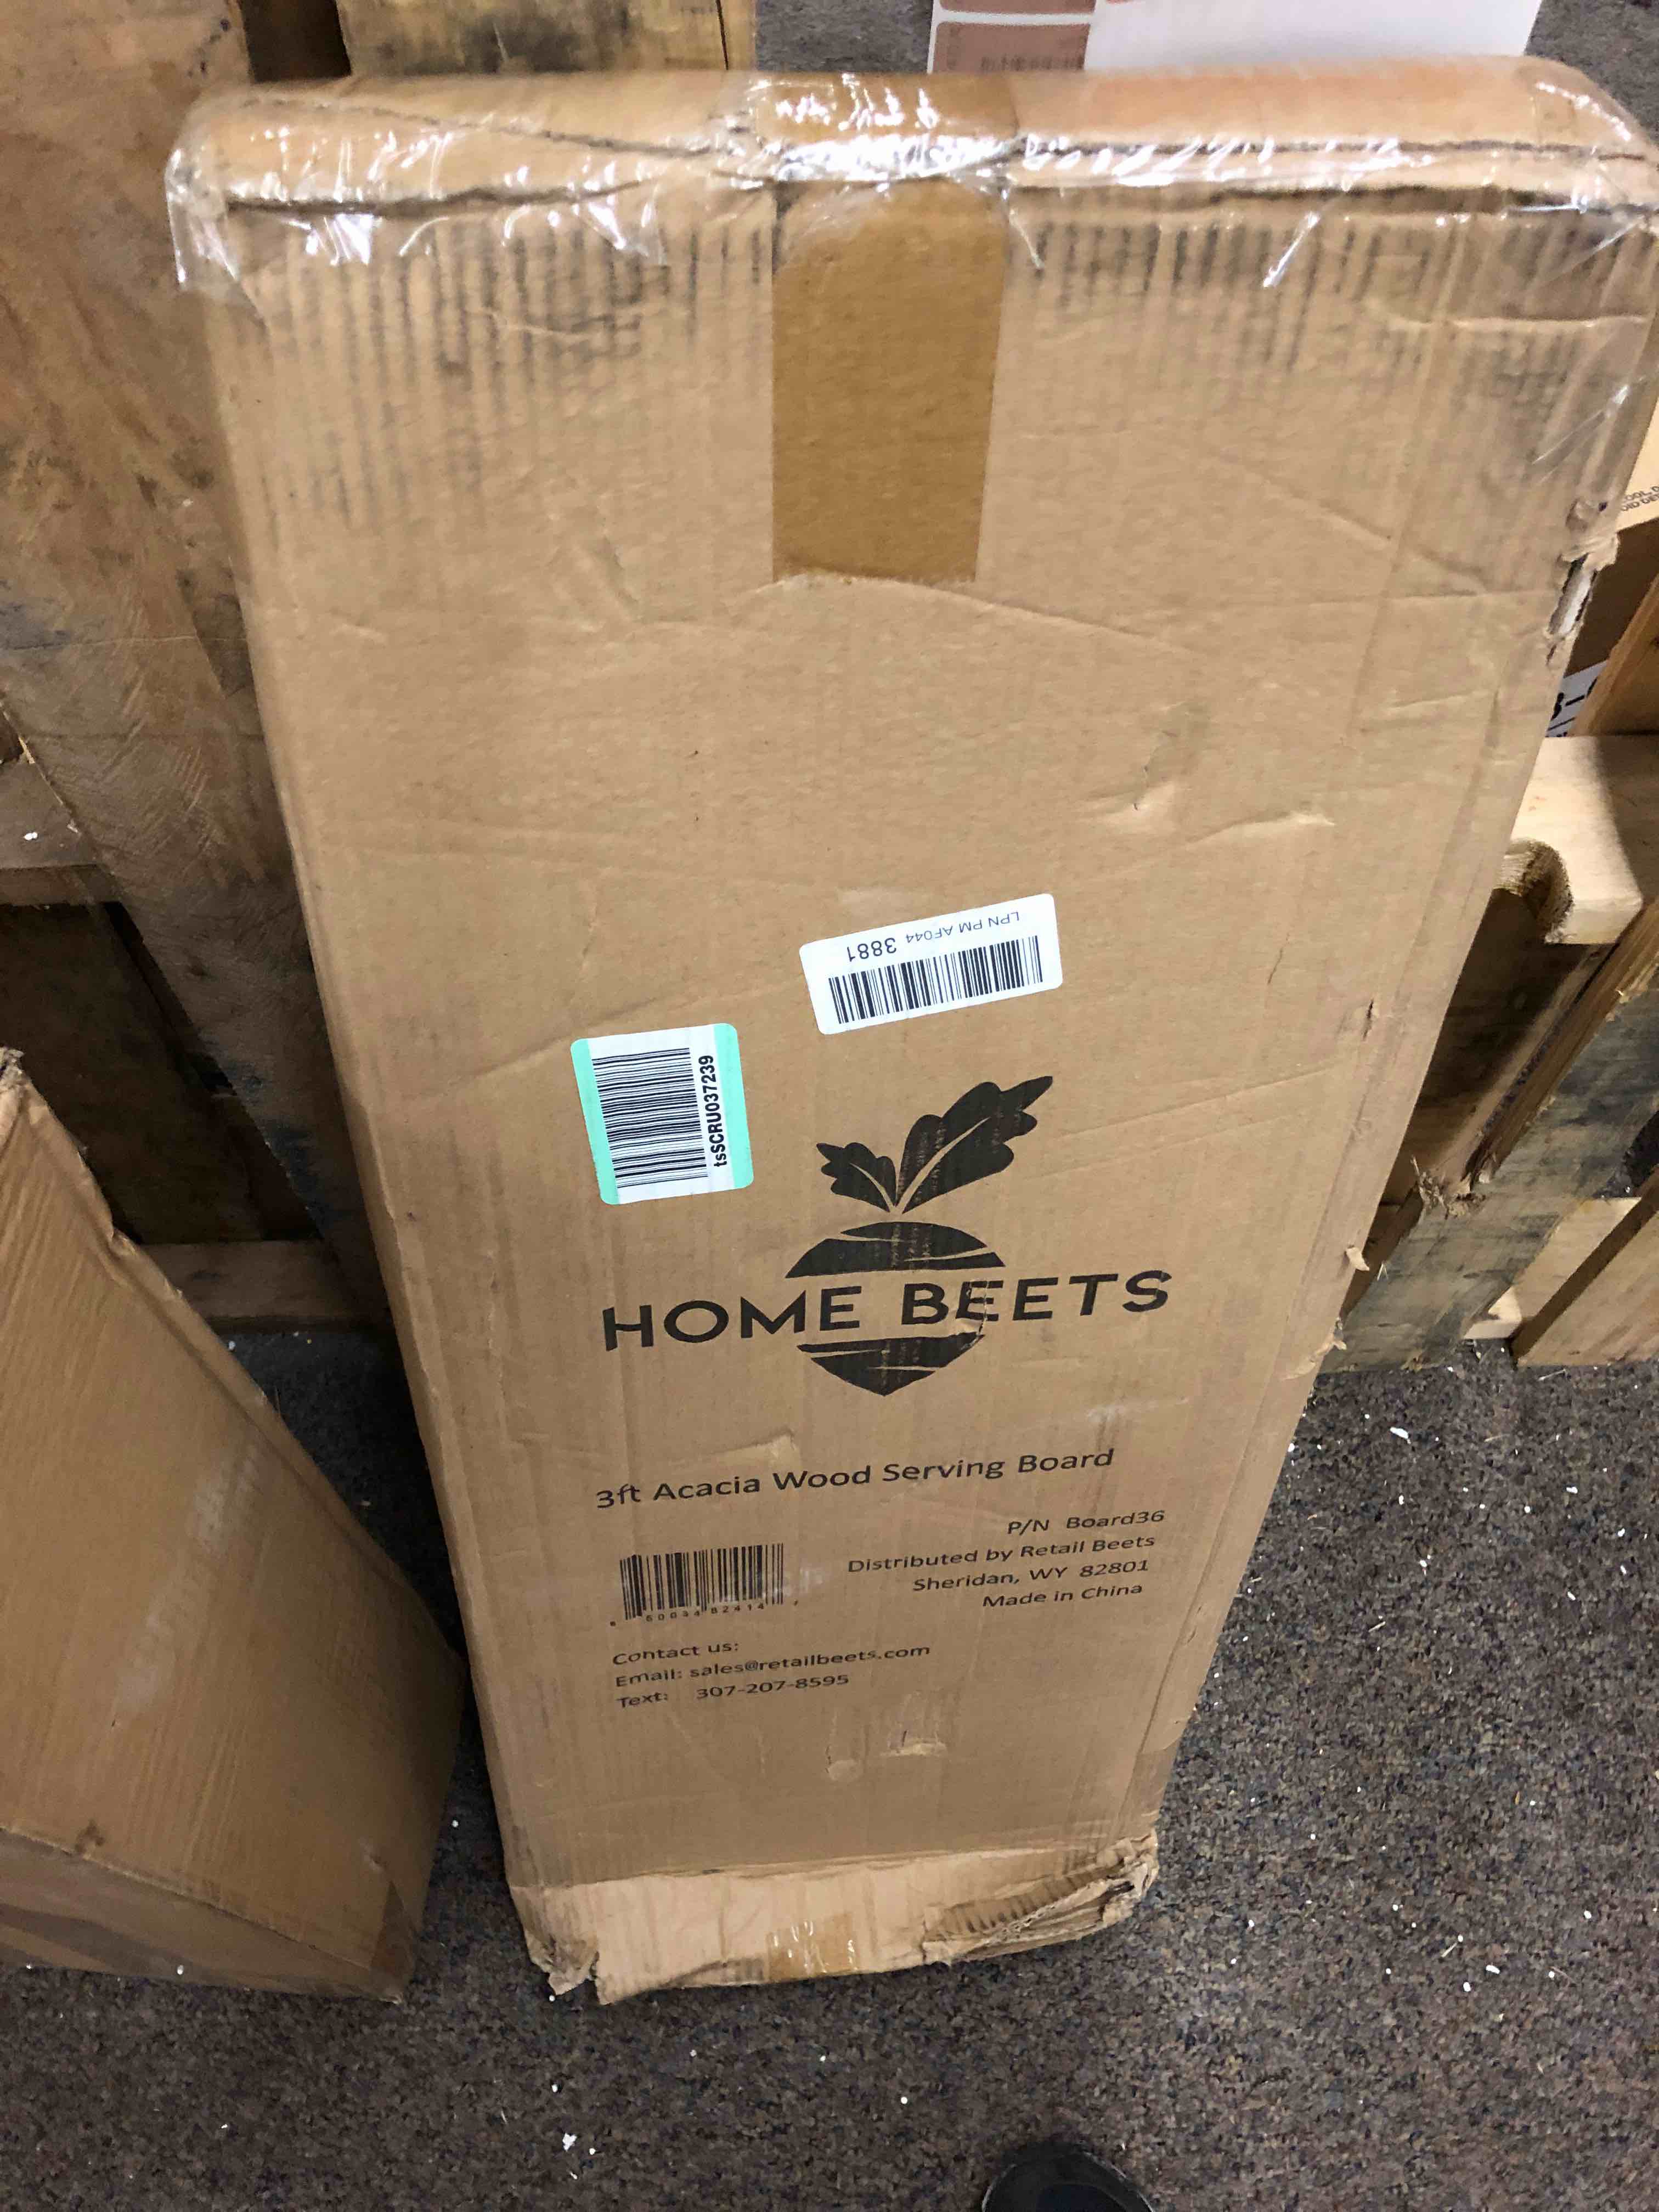 LPN PM AF044 3881
tsSCRU037239
HOME BEETS
3ft Acacia Wood Serving Board
P/N Board36
Distributed by Retail Beets
Sheridan, WY 82801
Made in China
Contact us:
Email: sales@retailbeets.com
Text: 307-207-8595